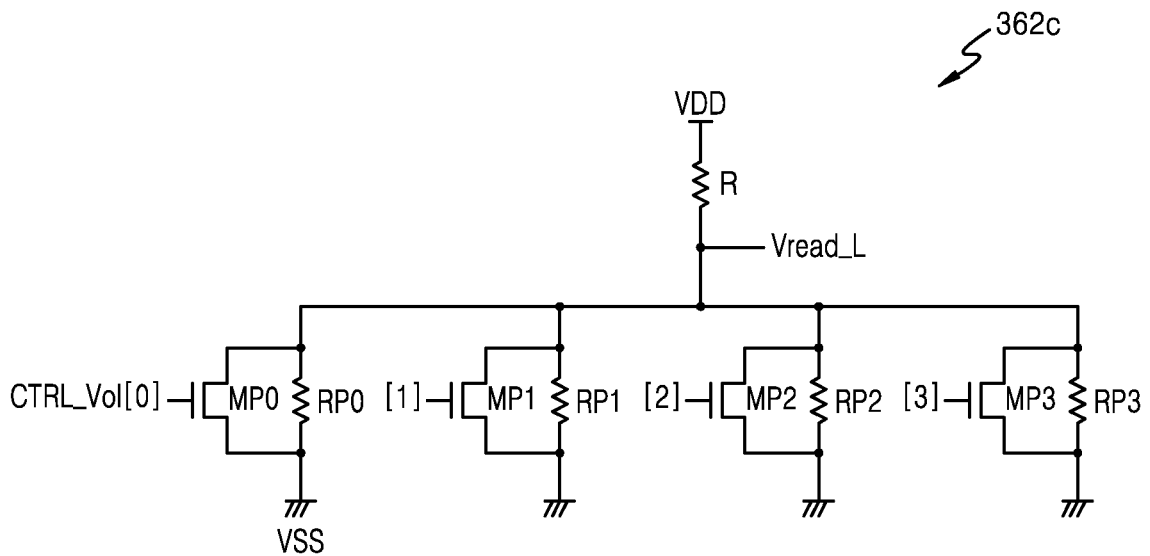 362c
VDD
R
Vread_L
CTRL_Vol[0] MP0 RP0 [1] MP1 RP1 [2] MP2 RP2 [3] MP3 RP3
VSS